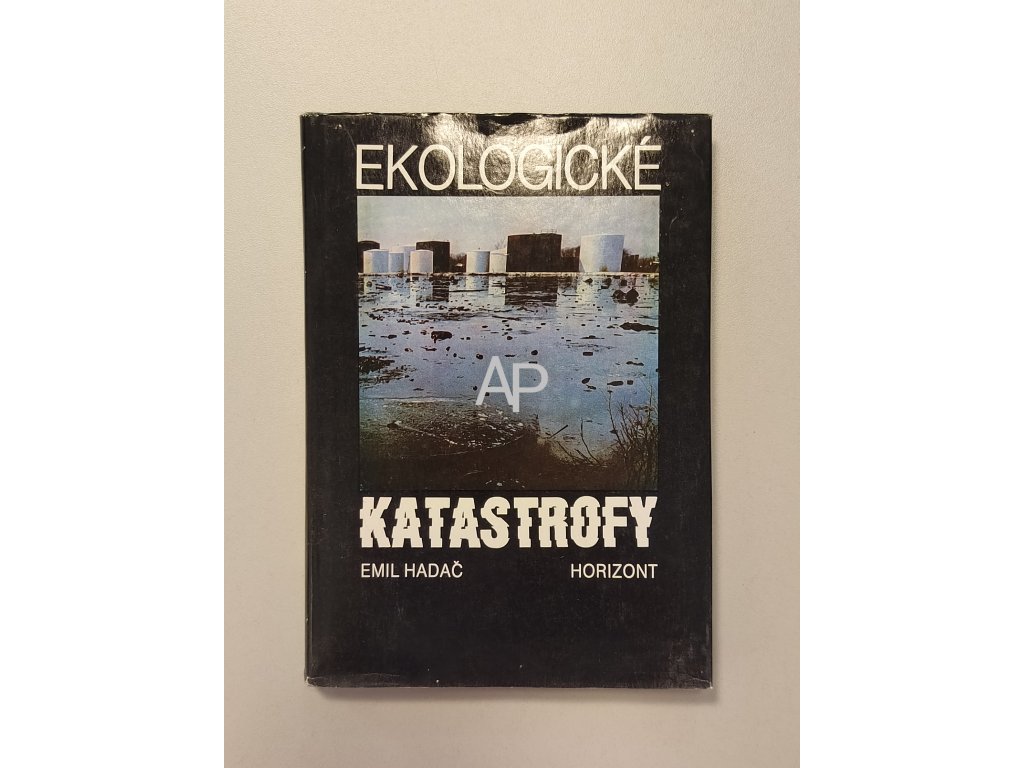 EKOLOGICKÉ
AP
KATASTROFY
EMIL HADAČ HORIZONT